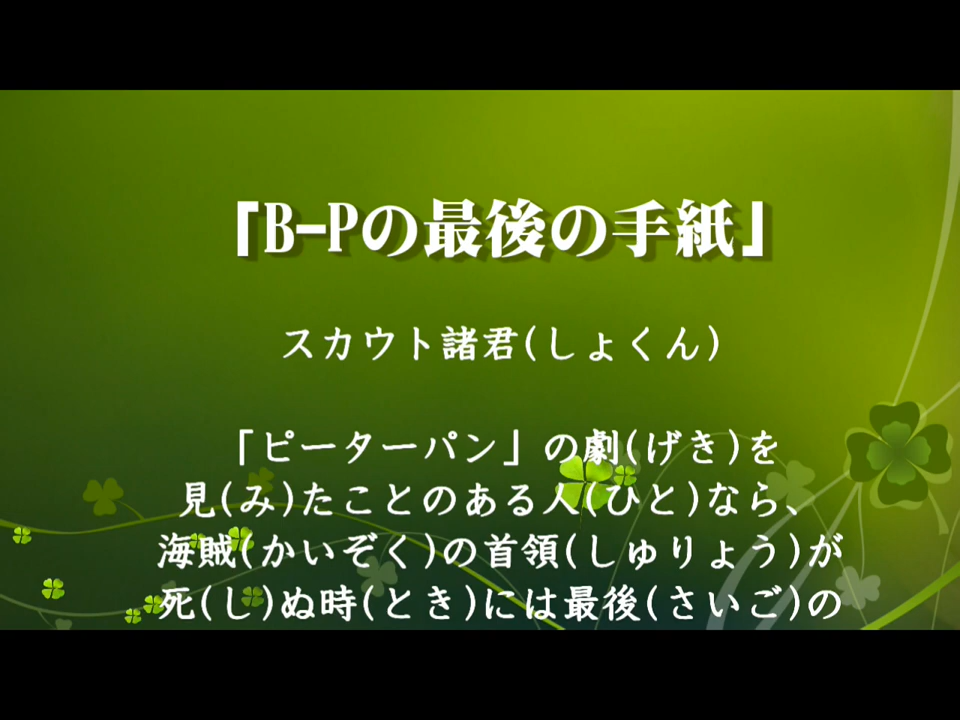 「B-Pの最後の手紙」
スカウト諸君(しょくん)
「ピーターパン」の劇(げき)を
見(み)たことのある人(ひと)なら、
海賊(かいぞく)の首領(しゅりょう)が
死(し)ぬ時(とき)には最後(さいご)の